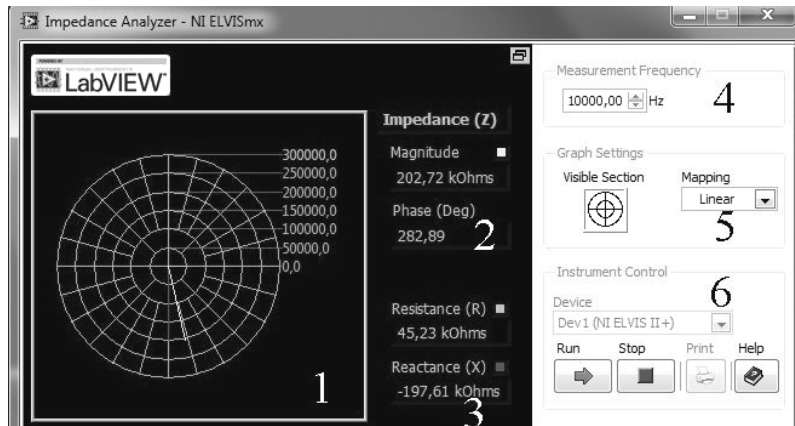 Impedance Analyzer - NI ELVISmx
LabVIEW
300000,0
250000,0
200000,0
150000,0
100000,0
50000,0
0,0
1
Impedance (Z)
Magnitude
202,72 kOhms
Phase (Deg)
282,89
2
Resistance (R)
45,23 kOhms
Reactance (X)
-197,61 kOhms
3
Measurement Frequency
10000,00 Hz
4
Graph Settings
Visible Section
Mapping
Linear
5
Instrument Control
6
Device
Dev1 (NI ELVIS II+)
Run Stop Print Help